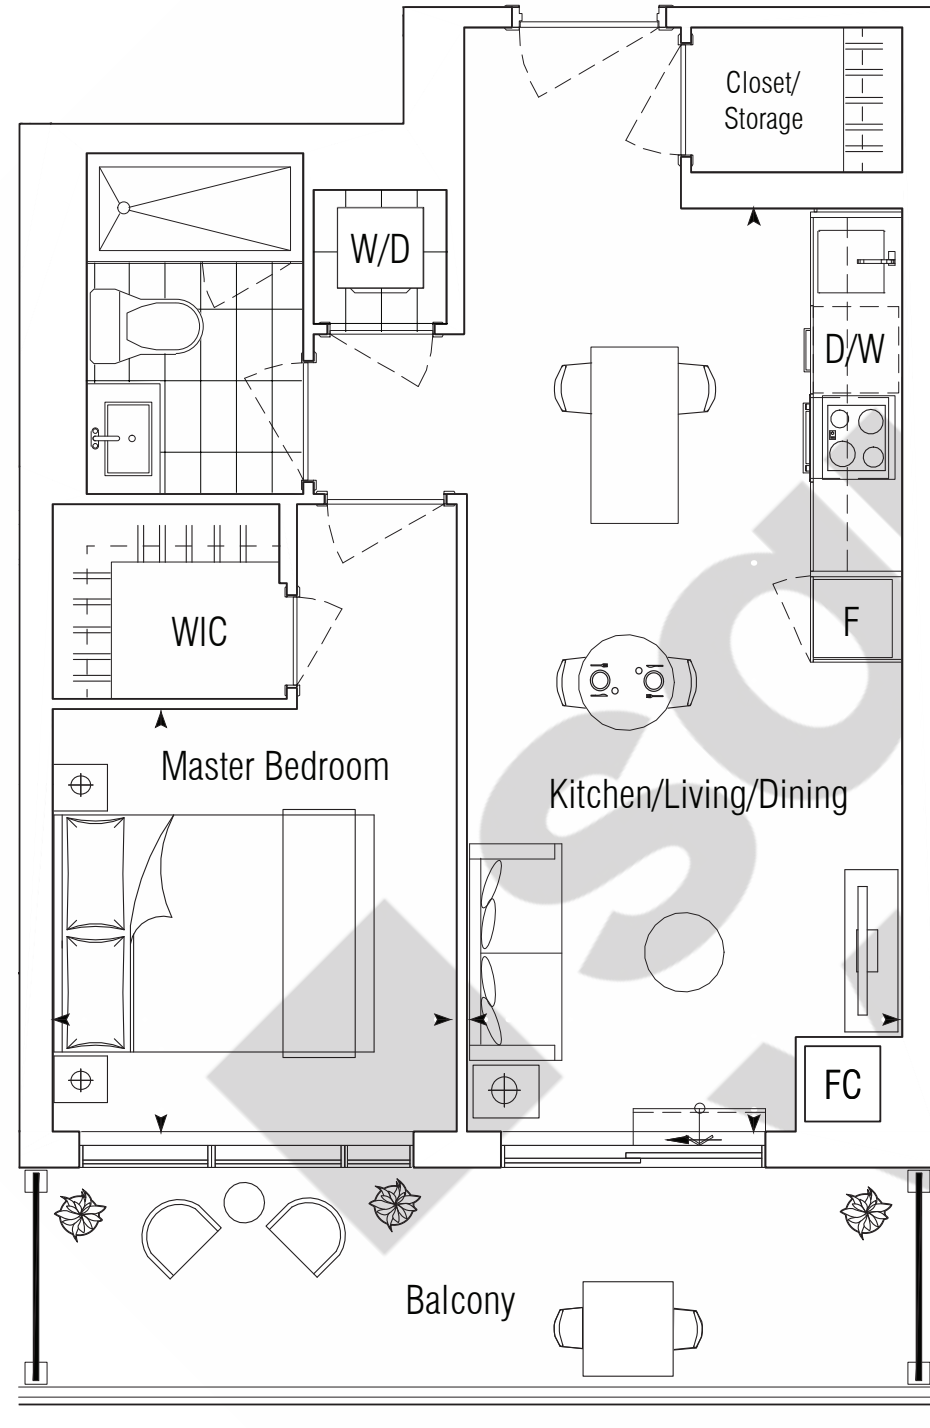 Closet/
Storage
W/D
D/W
WIC
F
Master Bedroom
Kitchen/Living/Dining
FC
Balcony